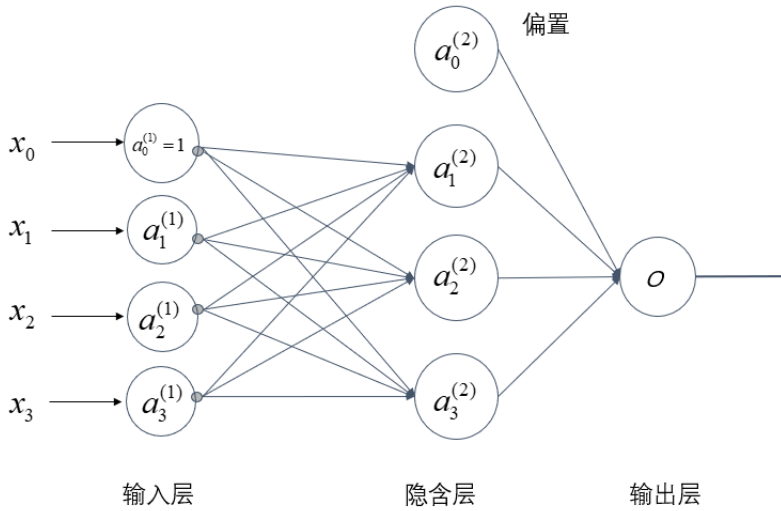 偏置
a₀⁽²⁾
x₀
a₀⁽¹⁾ = 1
a₁⁽²⁾
x₁
a₁⁽¹⁾
a₂⁽²⁾
o
x₂
a₂⁽¹⁾
x₃
a₃⁽¹⁾
a₃⁽²⁾
输入层 隐含层 输出层